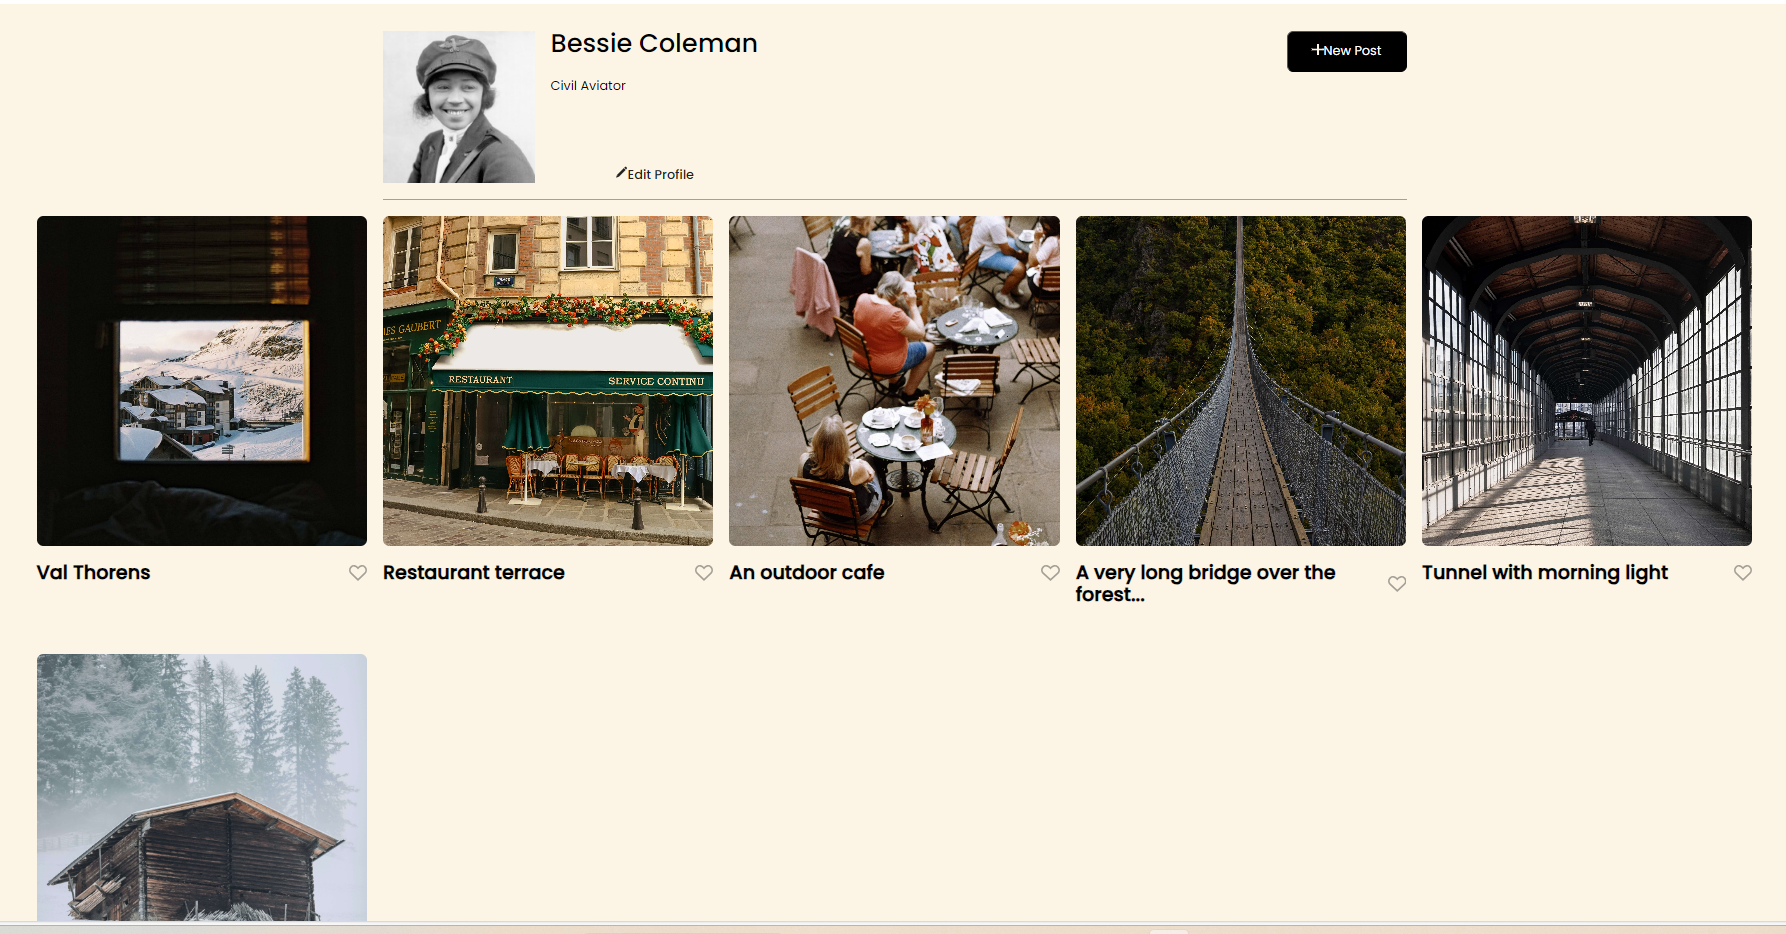 Bessie Coleman
New Post
Civil Aviator
Edit Profile
ES GAUBERT
RESTAURANT
SERVICE CONTINU
Val Thorens
Restaurant terrace
An outdoor cafe
A very long bridge over the
forest...
Tunnel with morning light